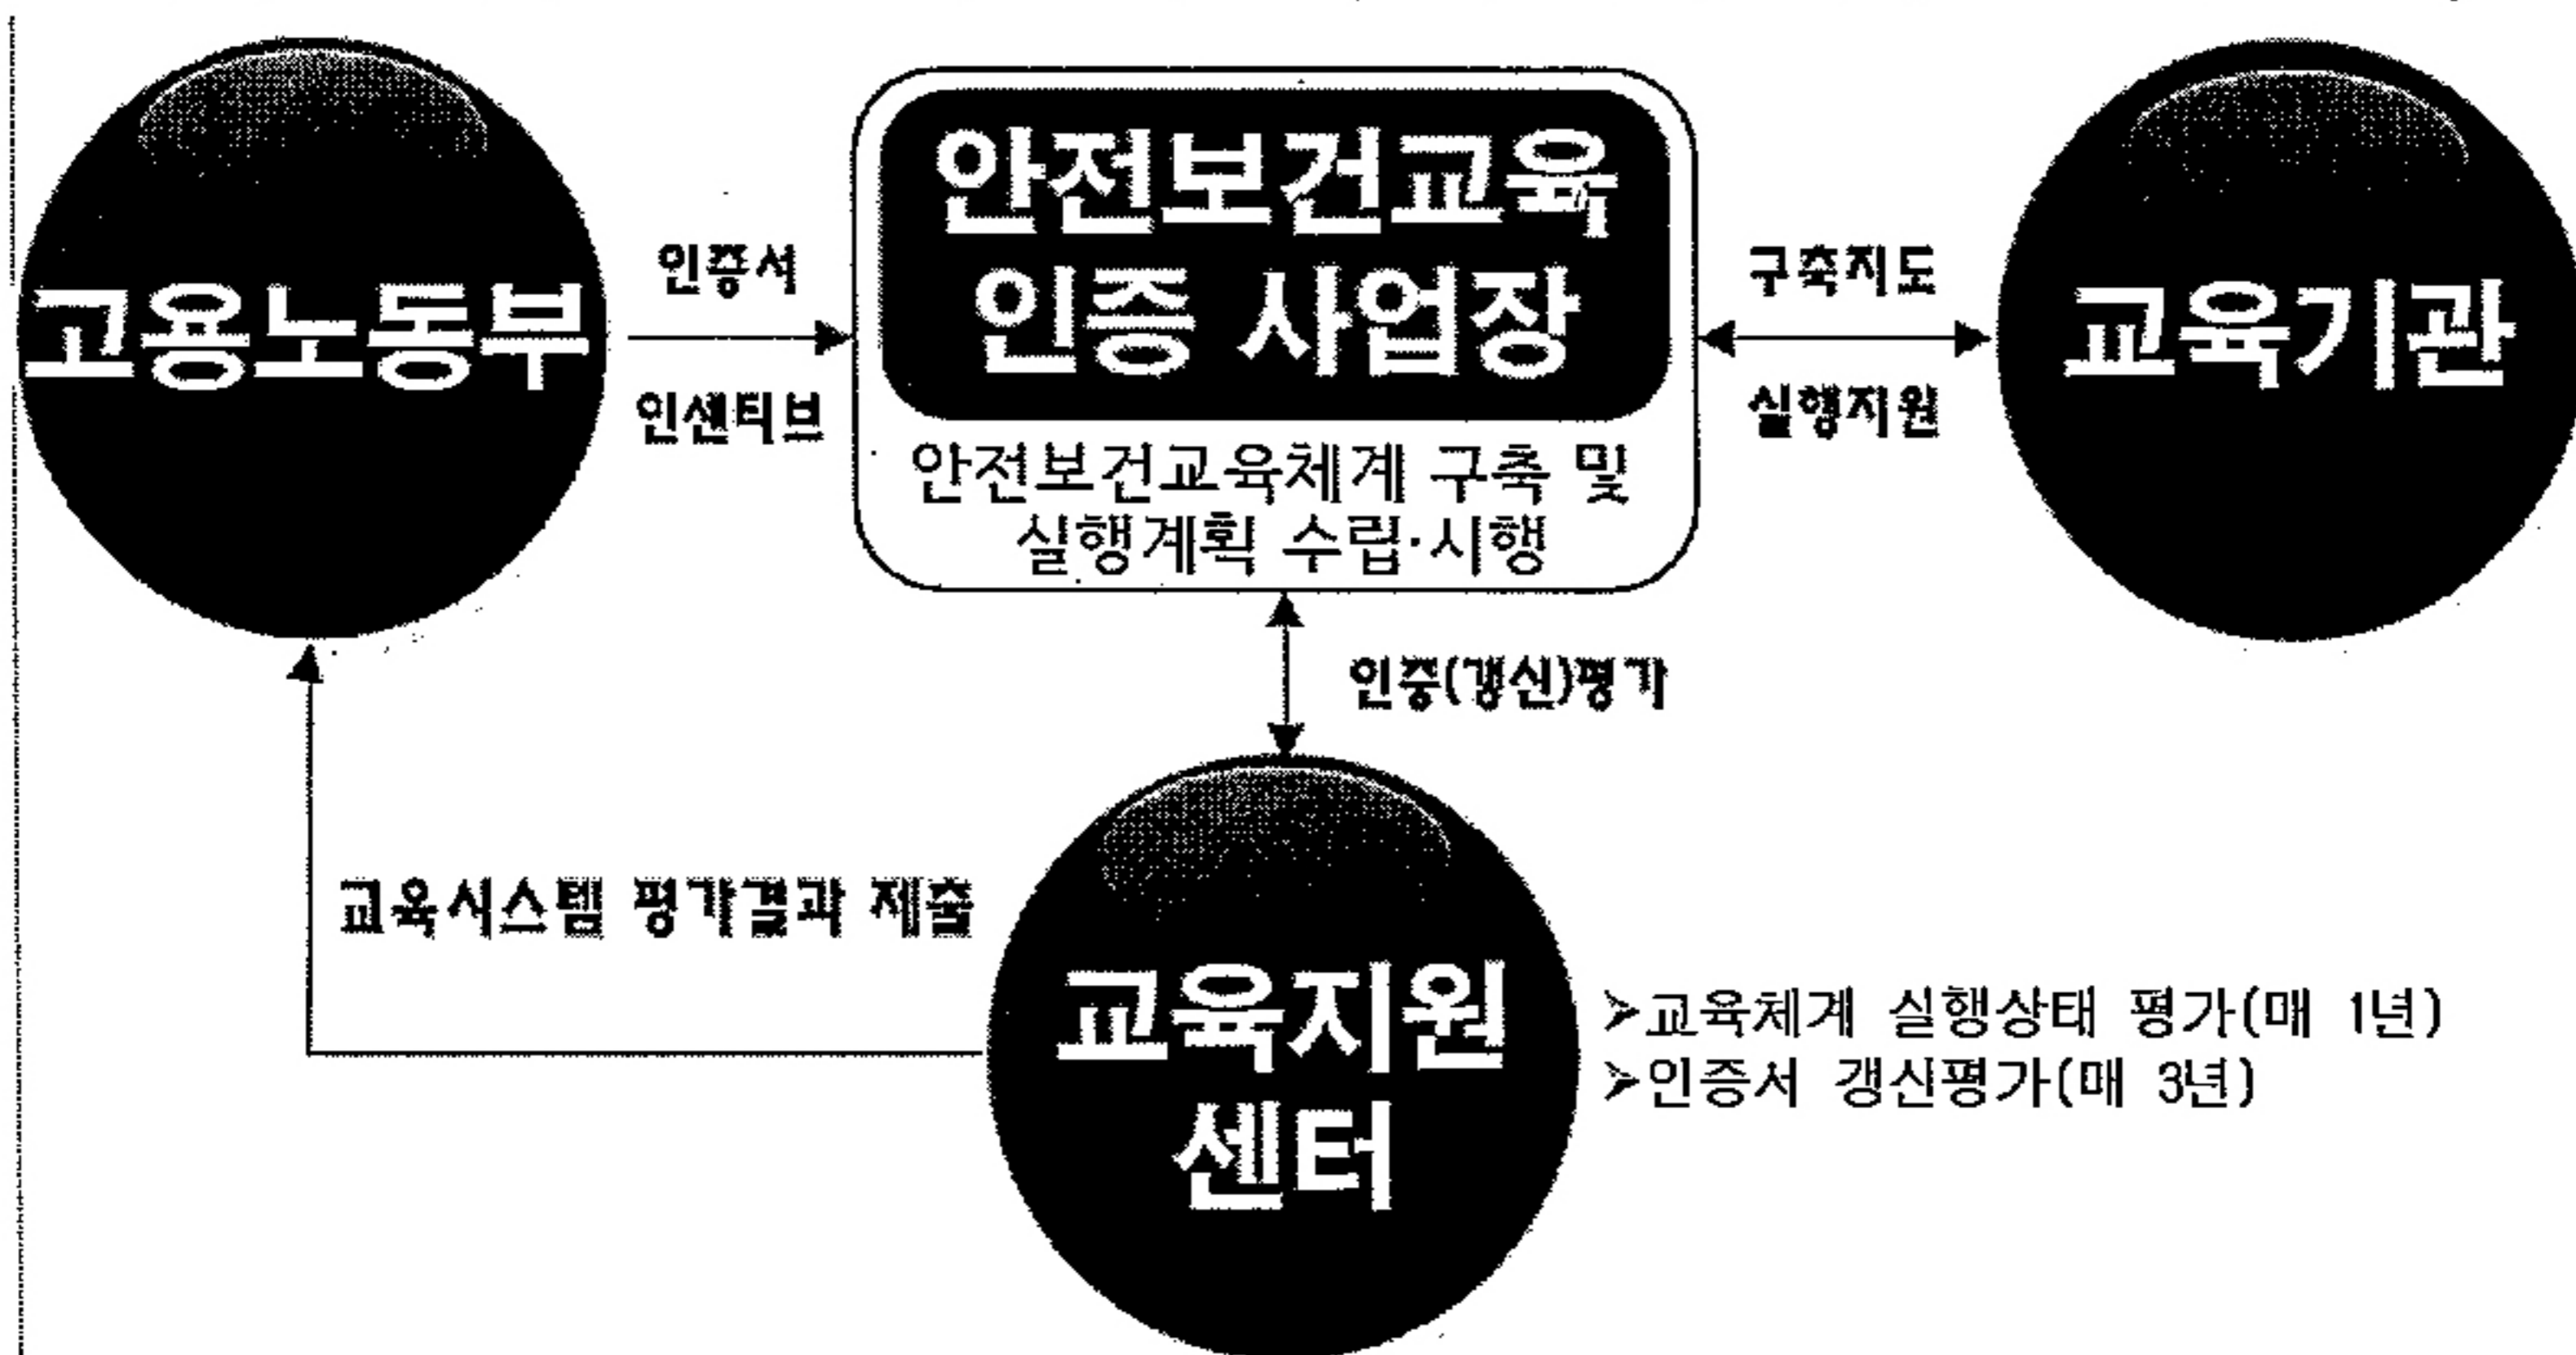 고용노동부
인증서
인센티브
안전보건교육
인증 사업장
안전보건교육체계 구축 및
실행계획 수립·시행
구축지도
실행지원
교육기관
인증(갱신)평가
교육시스템 평가결과 제출
교육지원
센터
➢교육체계 실행상태 평가(매 1년)
➢인증서 갱신평가(매 3년)